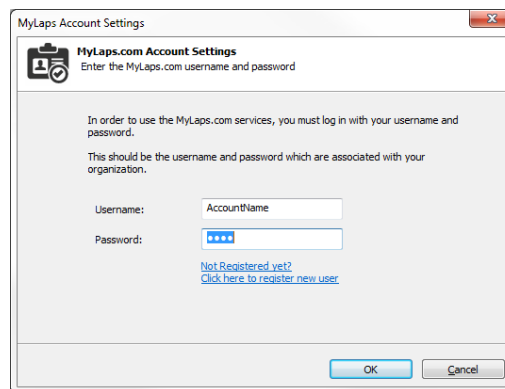 MyLaps Account Settings
MyLaps.com Account Settings
Enter the MyLaps.com username and password
In order to use the MyLaps.com services, you must log in with your username and
password.
This should be the username and password which are associated with your
organization.
Username:
AccountName
Password:
Not Registered yet?
Click here to register new user
OK
Cancel